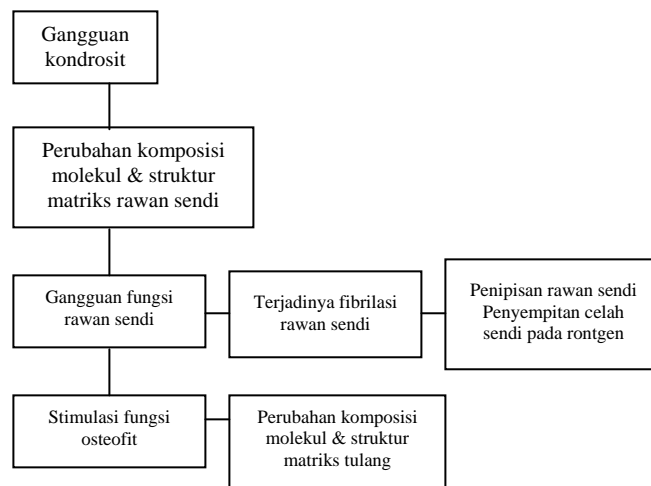 Gangguan
kondrosit
Perubahan komposisi
molekul & struktur
matriks rawan sendi
Gangguan fungsi
rawan sendi
Terjadinya fibrilasi
rawan sendi
Penipisan rawan sendi
Penyempitan celah
sendi pada rontgen
Stimulasi fungsi
osteofit
Perubahan komposisi
molekul & struktur
matriks tulang